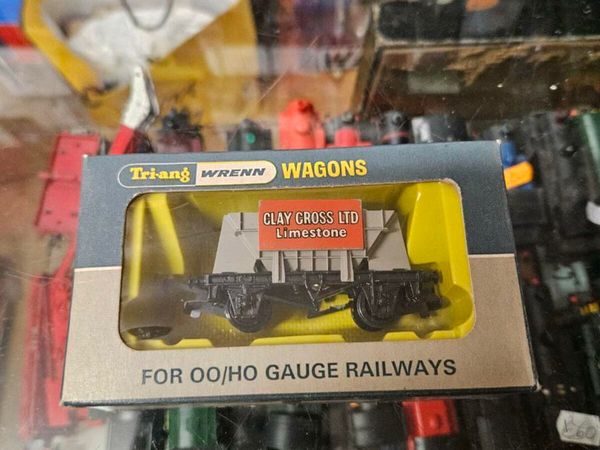 Tri-ang WRENN WAGONS
CLAY CROSS LTD
Limestone
FOR OO/HO GAUGE RAILWAYS